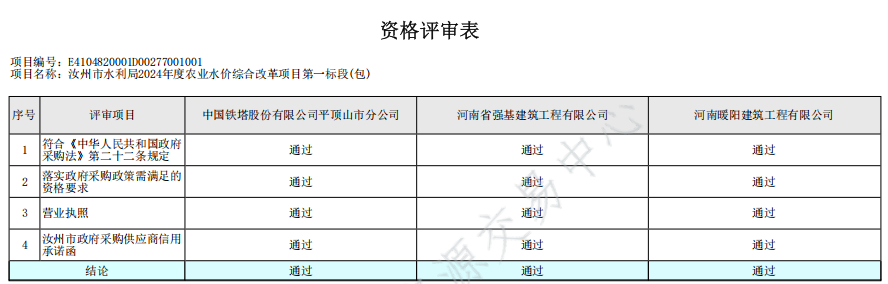 资格评审表
项目编号：E4104820001D00277001001
项目名称：汝州市水利局2024年度农业水价综合改革项目第一标段(包)
序号 评审项目 中国铁塔股份有限公司平顶山市分公司 河南省强基建筑工程有限公司 河南暖阳建筑工程有限公司
1 符合《中华人民共和国政府采购法》第二十二条规定 通过 通过 通过
2 落实政府采购政策需满足的资格要求 通过 通过 通过
3 营业执照 通过 通过 通过
4 汝州市政府采购供应商信用承诺函 通过 通过 通过
结论 通过 通过 通过
源交易中心